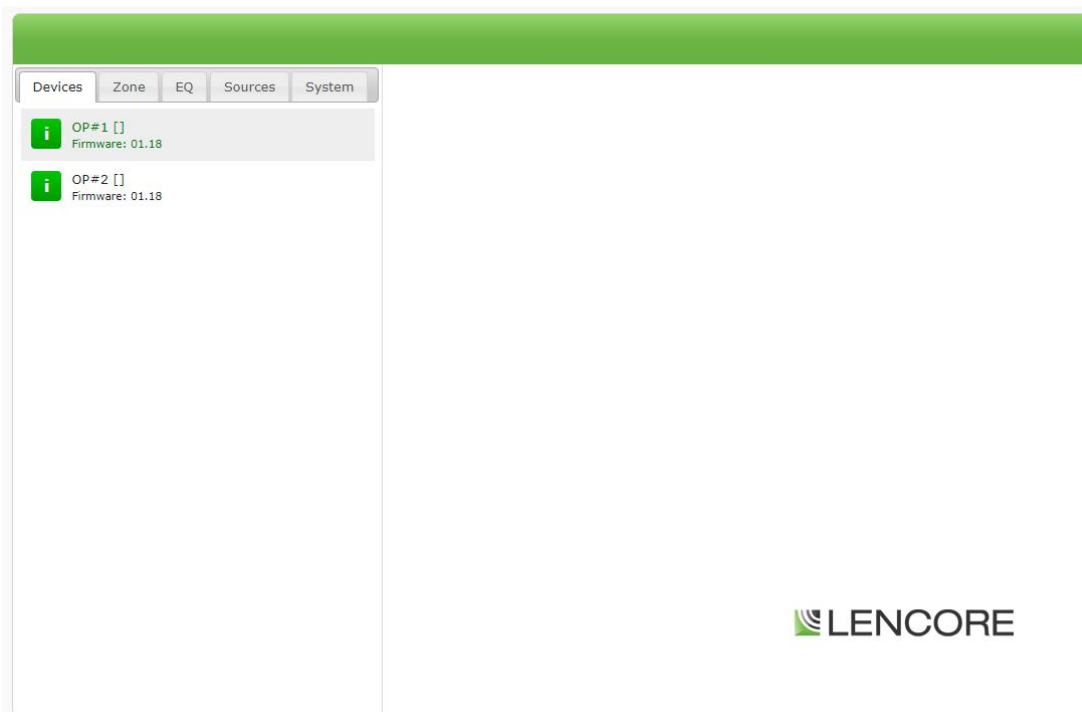 Devices Zone EQ Sources System
i OP#1 []
Firmware: 01.18
i OP#2 []
Firmware: 01.18
LENCORE